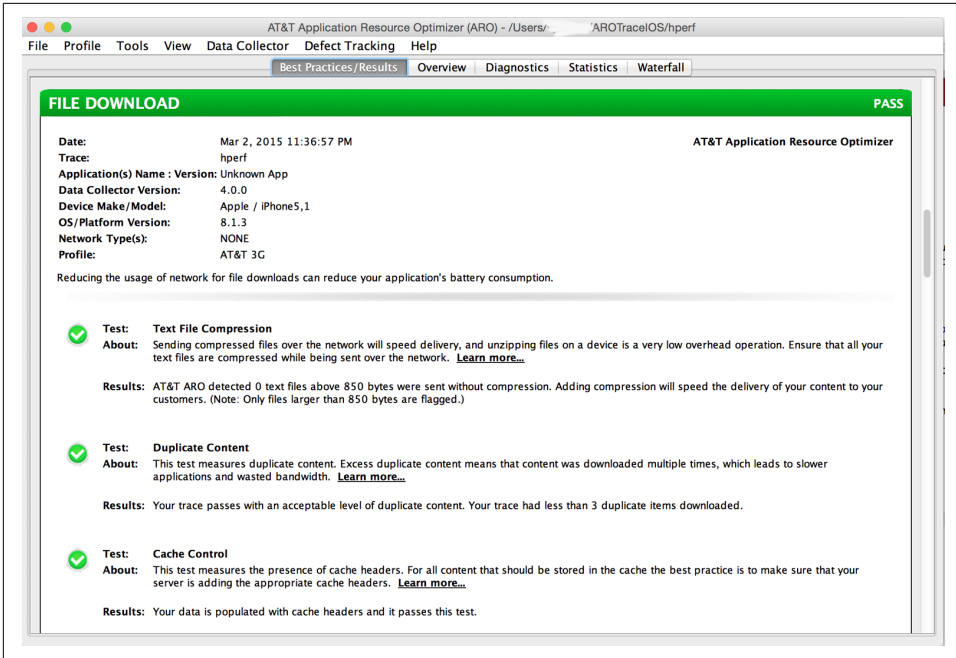 AT&T Application Resource Optimizer (ARO) - /Users/ /AROTraceIOS/hperf
File Profile Tools View Data Collector Defect Tracking Help
Best Practices/Results Overview Diagnostics Statistics Waterfall
FILE DOWNLOAD PASS
Date: Mar 2, 2015 11:36:57 PM AT&T Application Resource Optimizer
Trace: hperf
Application(s) Name : Version: Unknown App
Data Collector Version: 4.0.0
Device Make/Model: Apple / iPhone5,1
OS/Platform Version: 8.1.3
Network Type(s): NONE
Profile: AT&T 3G
Reducing the usage of network for file downloads can reduce your application's battery consumption.
Test: Text File Compression
About: Sending compressed files over the network will speed delivery, and unzipping files on a device is a very low overhead operation. Ensure that all your
text files are compressed while being sent over the network. Learn more...
Results: AT&T ARO detected 0 text files above 850 bytes were sent without compression. Adding compression will speed the delivery of your content to your
customers. (Note: Only files larger than 850 bytes are flagged.)
Test: Duplicate Content
About: This test measures duplicate content. Excess duplicate content means that content was downloaded multiple times, which leads to slower
applications and wasted bandwidth. Learn more...
Results: Your trace passes with an acceptable level of duplicate content. Your trace had less than 3 duplicate items downloaded.
Test: Cache Control
About: This test measures the presence of cache headers. For all content that should be stored in the cache the best practice is to make sure that your
server is adding the appropriate cache headers. Learn more...
Results: Your data is populated with cache headers and it passes this test.